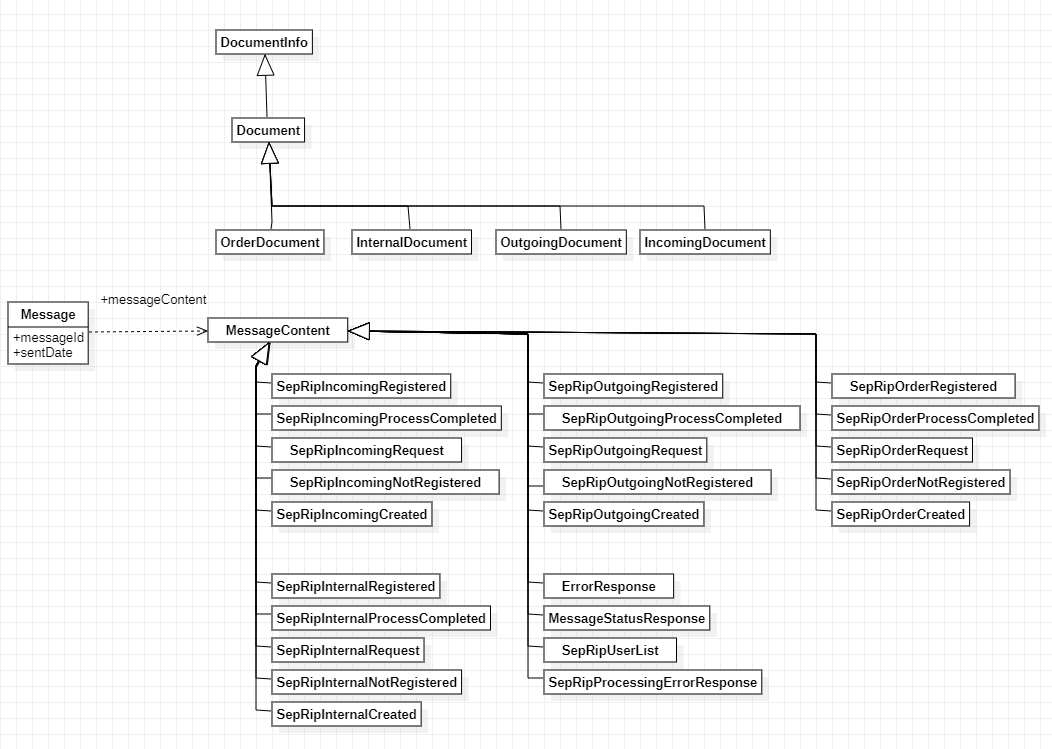 DocumentInfo
Document
OrderDocument
InternalDocument
OutgoingDocument
IncomingDocument
+messageContent
Message
+messageId
+sentDate
MessageContent
SepRipIncomingRegistered
SepRipIncomingProcessCompleted
SepRipIncomingRequest
SepRipIncomingNotRegistered
SepRipIncomingCreated
SepRipOutgoingRegistered
SepRipOutgoingProcessCompleted
SepRipOutgoingRequest
SepRipOutgoingNotRegistered
SepRipOutgoingCreated
SepRipOrderRegistered
SepRipOrderProcessCompleted
SepRipOrderRequest
SepRipOrderNotRegistered
SepRipOrderCreated
SepRipInternalRegistered
SepRipInternalProcessCompleted
SepRipInternalRequest
SepRipInternalNotRegistered
SepRipInternalCreated
ErrorResponse
MessageStatusResponse
SepRipUserList
SepRipProcessingErrorResponse